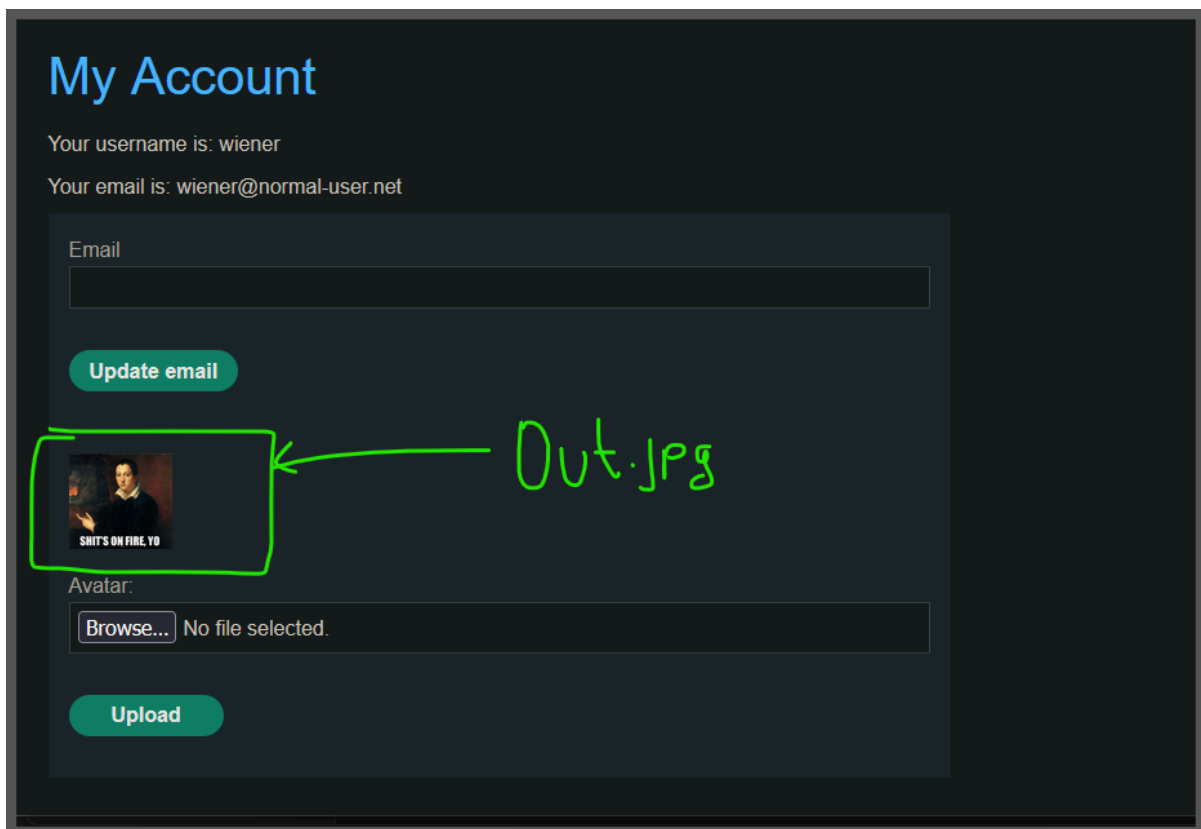 My Account
Your username is: wiener
Your email is: wiener@normal-user.net
Email
Update email
Out.jpg
SHIT'S ON FIRE, YO
Avatar:
Browse... No file selected.
Upload